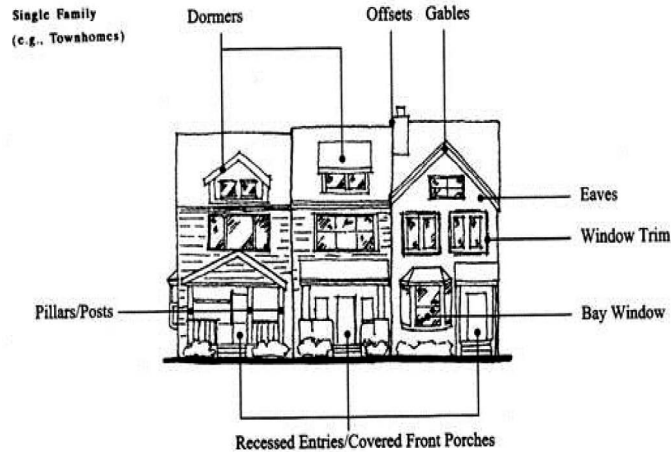 Single Family
(e.g., Townhomes)
Dormers
Offsets
Gables
Eaves
Window Trim
Pillars/Posts
Bay Window
Recessed Entries/Covered Front Porches